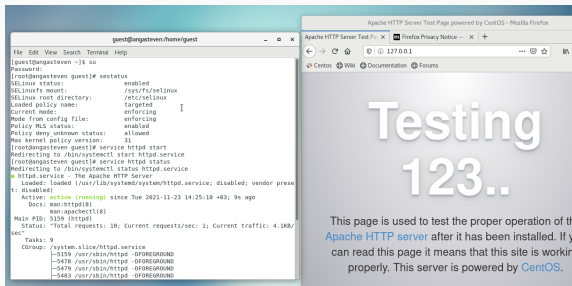 guest@angasteven:/home/guest
File Edit View Search Terminal Help
[guest@angasteven ~]$ su
Password:
[root@angasteven guest]# sestatus
SELinux status: enabled
SELinuxfs mount: /sys/fs/selinux
SELinux root directory: /etc/selinux
Loaded policy name: targeted
Current mode: enforcing
Mode from config file: enforcing
Policy MLS status: enabled
Policy deny_unknown status: allowed
Max kernel policy version: 31
[root@angasteven guest]# service httpd start
Redirecting to /bin/systemctl start httpd.service
[root@angasteven guest]# service httpd status
Redirecting to /bin/systemctl status httpd.service
● httpd.service - The Apache HTTP Server
Loaded: loaded (/usr/lib/systemd/system/httpd.service; disabled; vendor prese
t: disabled)
Active: active (running) since Tue 2021-11-23 14:25:10 +03; 9s ago
Docs: man:httpd(8)
man:apachectl(8)
Main PID: 5159 (httpd)
Status: "Total requests: 10; Current requests/sec: 1; Current traffic: 4.1KB/
sec"
Tasks: 9
CGroup: /system.slice/httpd.service
├─5159 /usr/sbin/httpd -DFOREGROUND
├─5478 /usr/sbin/httpd -DFOREGROUND
├─5479 /usr/sbin/httpd -DFOREGROUND
├─5483 /usr/sbin/httpd -DFOREGROUND
Apache HTTP Server Test Page powered by CentOS - Mozilla Firefox
Apache HTTP Server Test Pa × Firefox Privacy Notice — × +
127.0.0.1
Centos Wiki Documentation Forums
Testing
123..
This page is used to test the proper operation of th
Apache HTTP server after it has been installed. If y
can read this page it means that this site is workin
properly. This server is powered by CentOS.